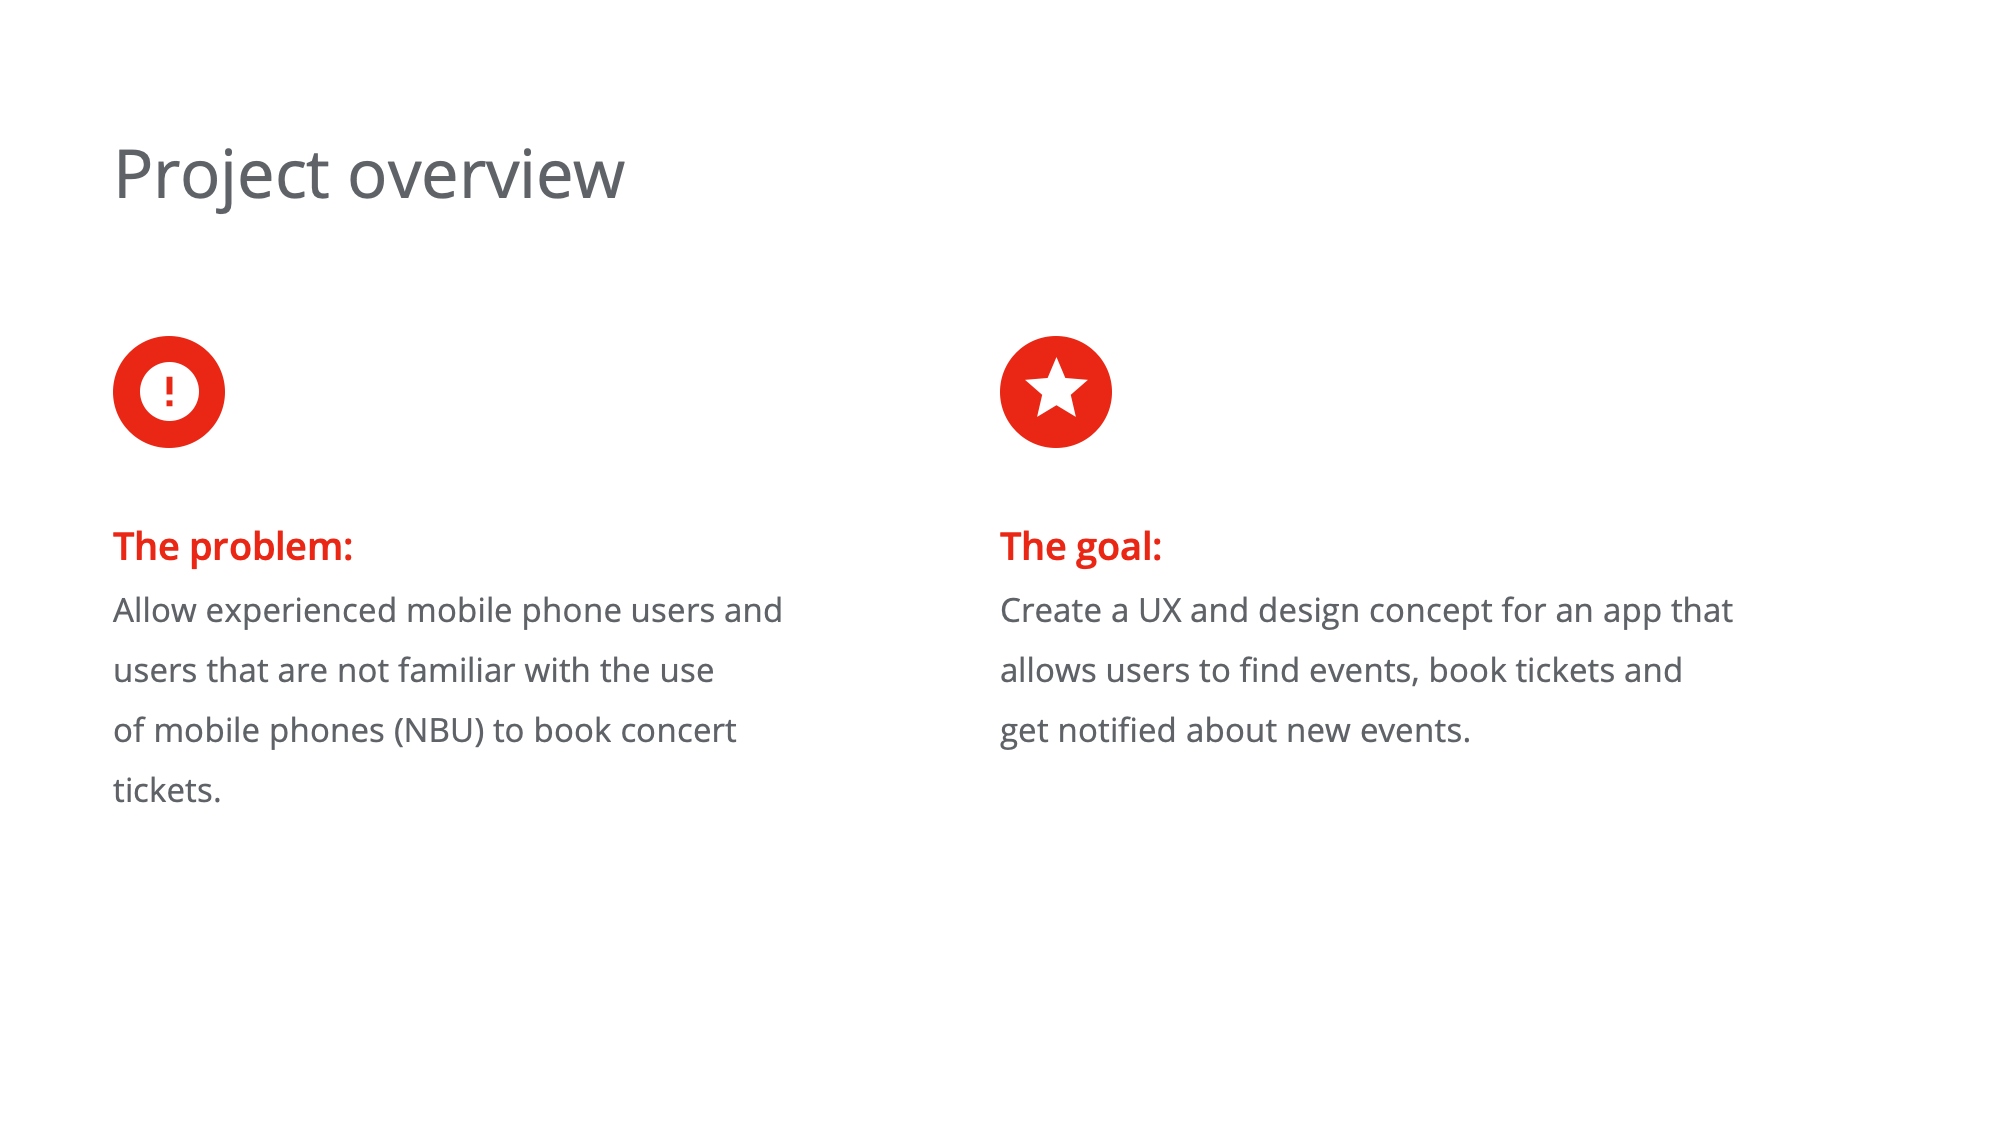 Project overview
The problem:
Allow experienced mobile phone users and
users that are not familiar with the use
of mobile phones (NBU) to book concert
tickets.
The goal:
Create a UX and design concept for an app that
allows users to find events, book tickets and
get notified about new events.